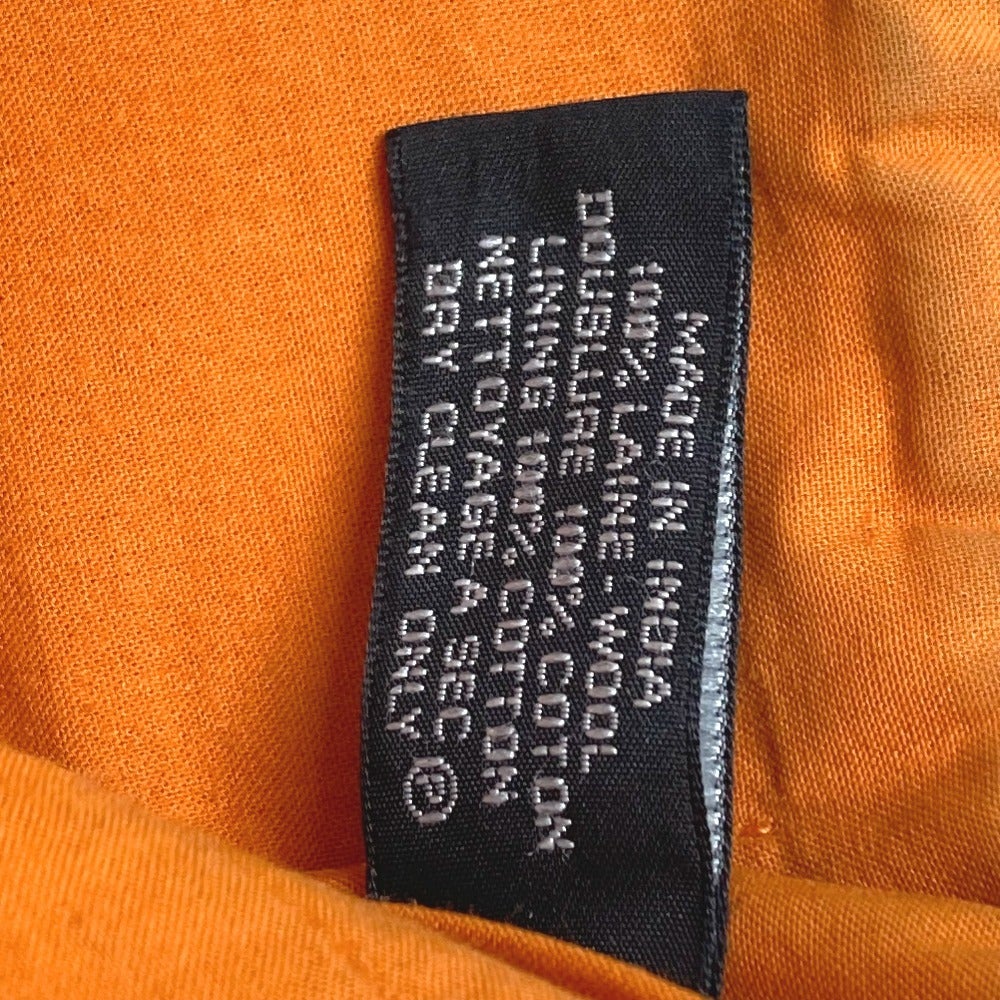 MADE IN INDIA
100% LAINE - WOOL
DOUBLURE 100% COTON
LINING 100% COTTON
NETTOYAGE A SEC
DRY CLEAN ONLY Ⓟ